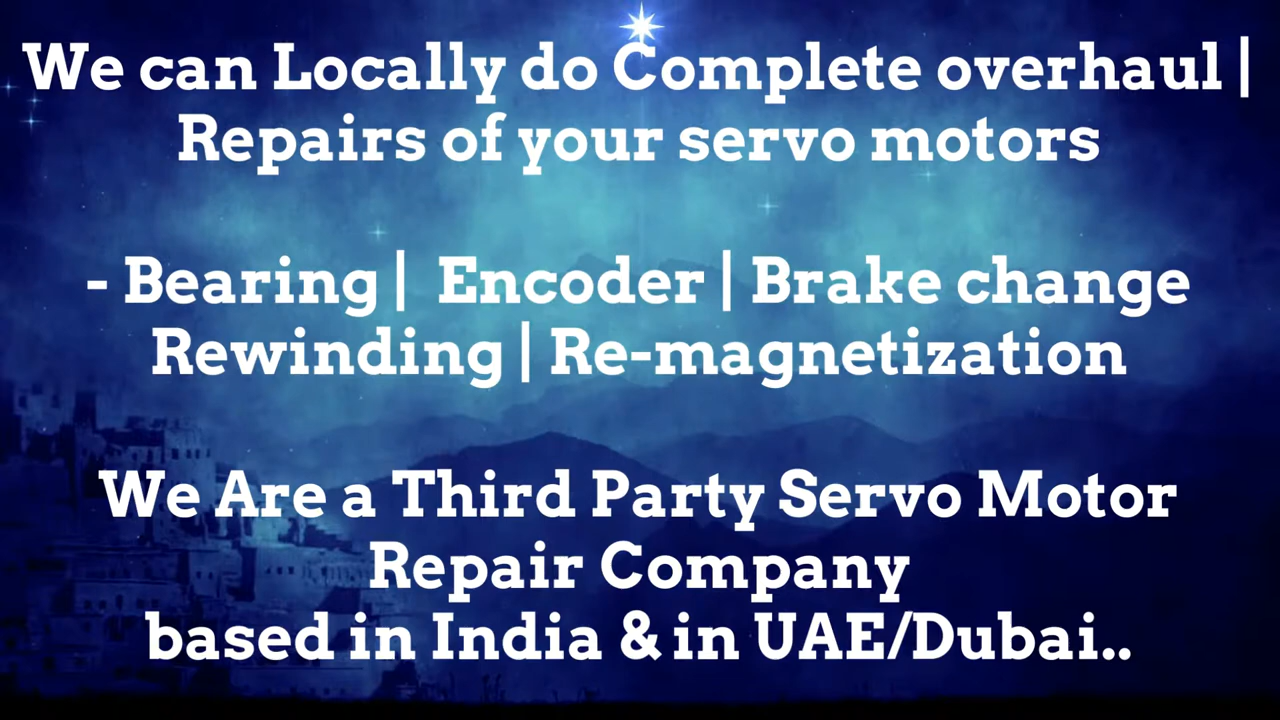 We can Locally do Complete overhaul |
Repairs of your servo motors
- Bearing | Encoder | Brake change
Rewinding | Re-magnetization
We Are a Third Party Servo Motor
Repair Company
based in India & in UAE/Dubai..